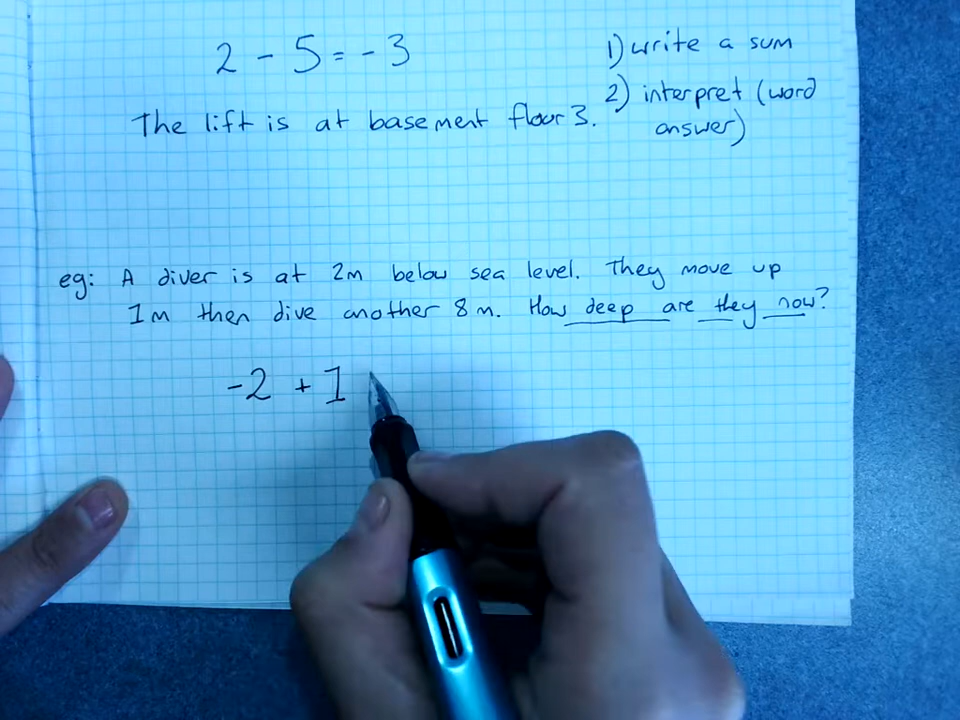 2 - 5 = -3
The lift is at basement floor 3.
1) write a sum
2) interpret (word
answer)
eg: A diver is at 2m below sea level. They move up
1m then dive another 8m. How deep are they now?
-2 + 1